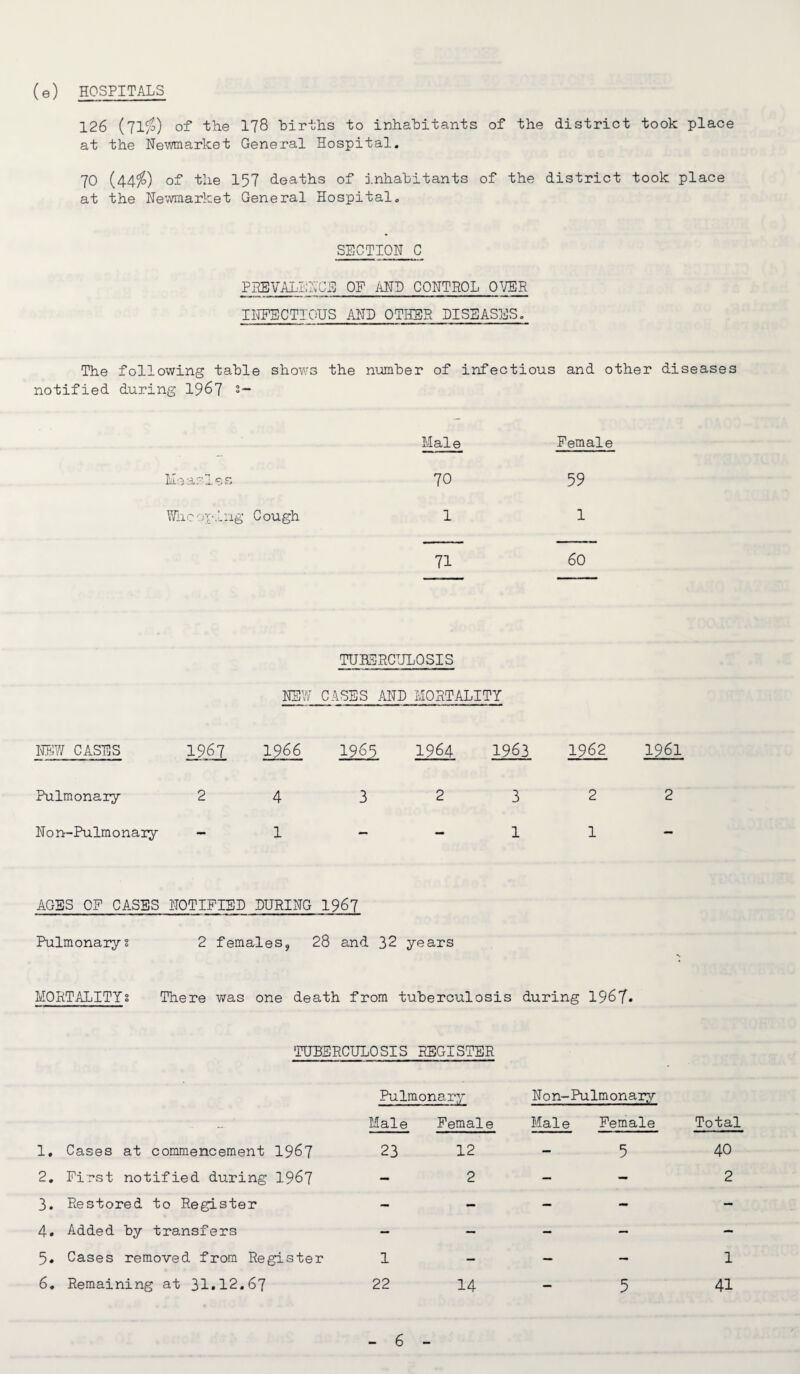 (e) HOSPITALS
126 (71%) of the 178 births to inhabitants of the district took place
at the Newmarket General Hospital.
70 (44%) of the 157 deaths of inhabitants of the district took place
at the Newmarket General Hospital.
SECTION C
PREVALENCE OF AND CONTROL OVER
INFECTIOUS AND OTHER DISEASES.
The following table shows the number of infectious and other diseases
notified during 1967 :-
Male Female
Measles 70 59
Whooping Cough 1 1
71 60
TUBERCULOSIS
NEW CASES AND MORTALITY
NEW CASES 1967 1966 1965 1964 1963 1962 1961
Pulmonary 2 4 3 2 3 2 2
Non-Pulmonary - 1 - - 1 1 -
AGES OF CASES NOTIFIED DURING 1967
Pulmonary: 2 females, 28 and 32 years
MORTALITY: There was one death from tuberculosis during 1967.
TUBERCULOSIS REGISTER
Pulmonary Non-Pulmonary
Male Female Male Female Total
1. Cases at commencement 1967 23 12 - 5 40
2. First notified during 1967 - 2 - - 2
3. Restored to Register - - - - -
4. Added by transfers - - - - -
5. Cases removed from Register 1 - - - 1
6. Remaining at 31.12.67 22 14 - 5 41
- 6 -